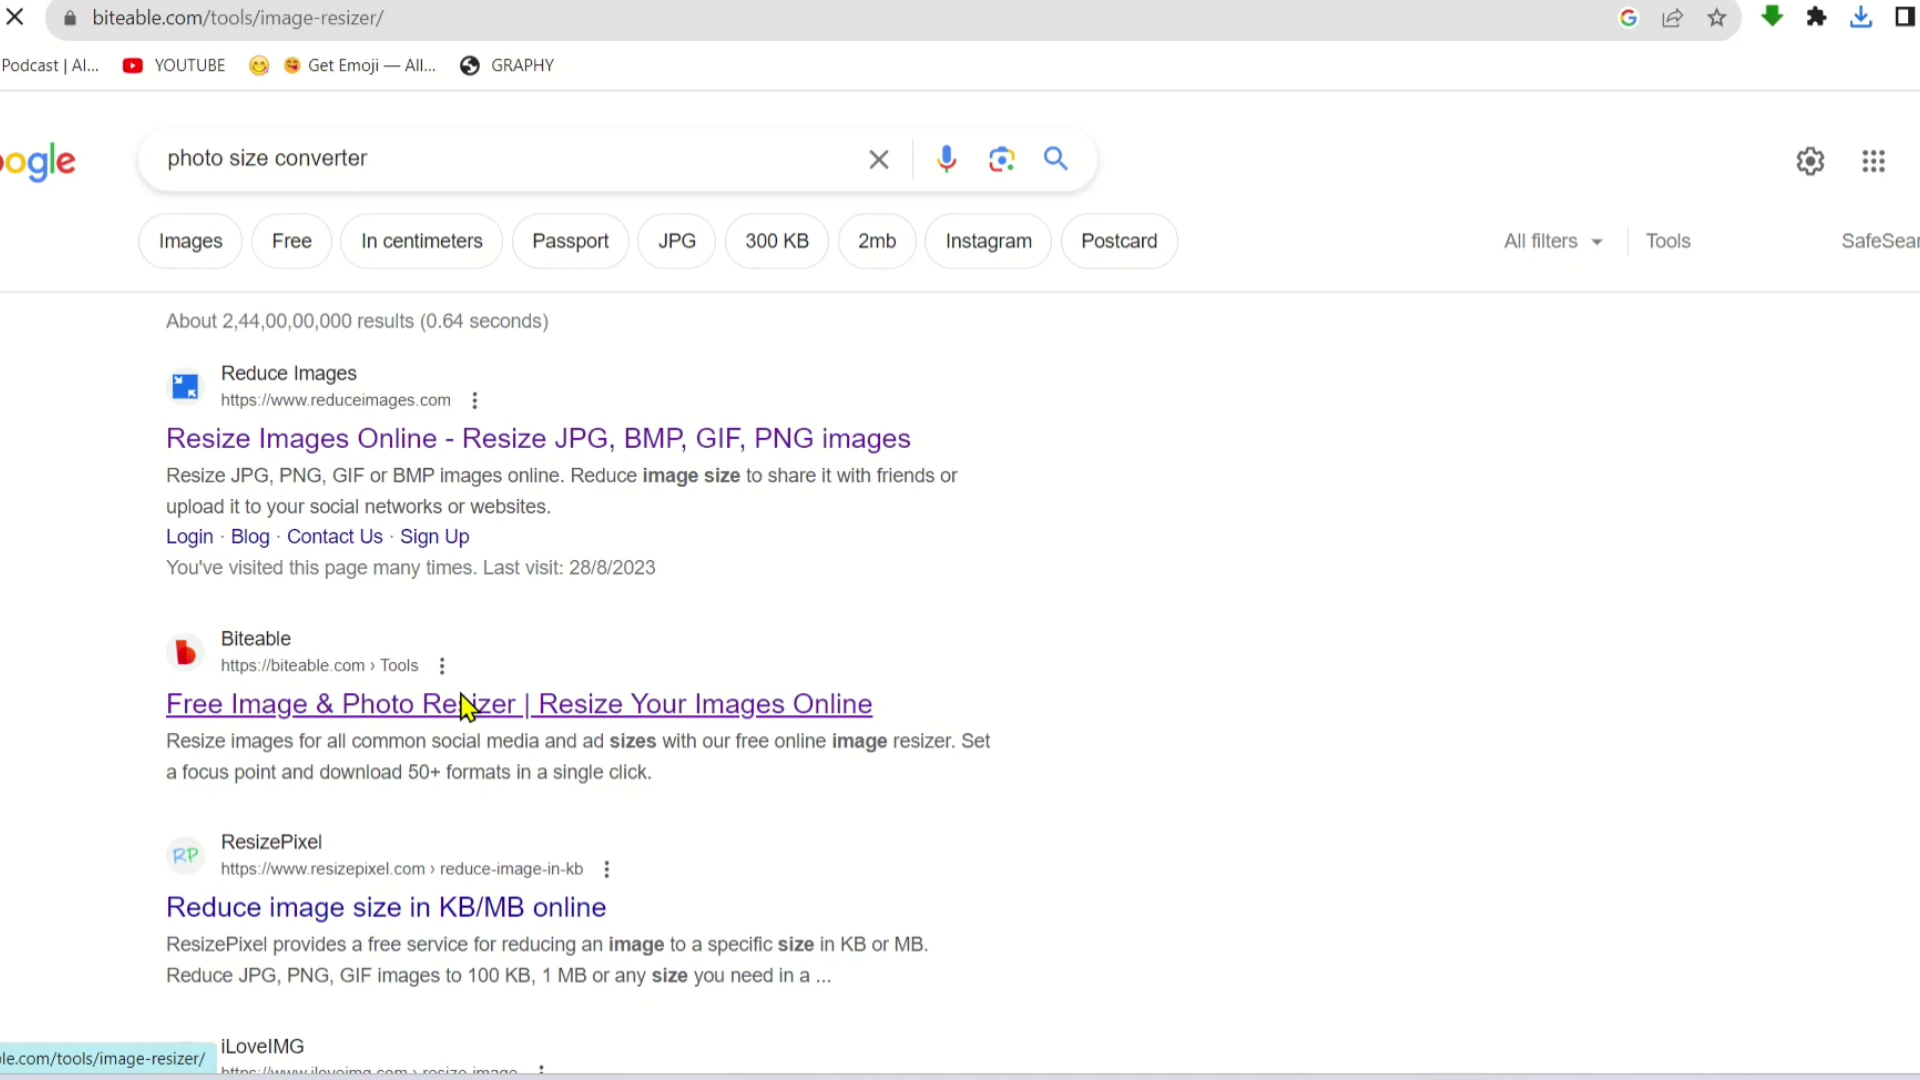 biteable.com/tools/image-resizer/
Podcast | Al... YOUTUBE Get Emoji — All... GRAPHY
ogle photo size converter
Images Free In centimeters Passport JPG 300 KB 2mb Instagram Postcard All filters Tools SafeSear
About 2,44,00,00,000 results (0.64 seconds)
Reduce Images
https://www.reduceimages.com
Resize Images Online - Resize JPG, BMP, GIF, PNG images
Resize JPG, PNG, GIF or BMP images online. Reduce image size to share it with friends or
upload it to your social networks or websites.
Login · Blog · Contact Us · Sign Up
You've visited this page many times. Last visit: 28/8/2023
Biteable
https://biteable.com › Tools
Free Image & Photo Resizer | Resize Your Images Online
Resize images for all common social media and ad sizes with our free online image resizer. Set
a focus point and download 50+ formats in a single click.
RP ResizePixel
https://www.resizepixel.com › reduce-image-in-kb
Reduce image size in KB/MB online
ResizePixel provides a free service for reducing an image to a specific size in KB or MB.
Reduce JPG, PNG, GIF images to 100 KB, 1 MB or any size you need in a ...
iLoveIMG
le.com/tools/image-resizer/
https://www.iloveimg.com › resize-image